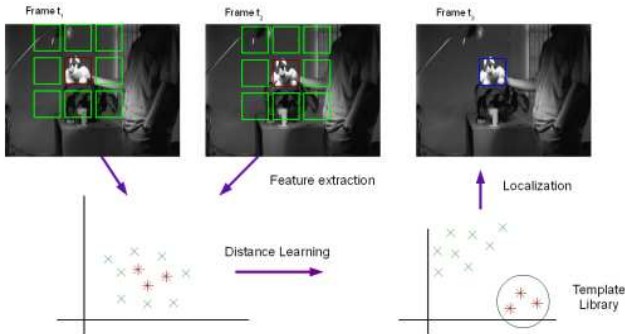 Frame t₁
Frame t₂
Frame t₃
Feature extraction
Localization
Distance Learning
Template
Library